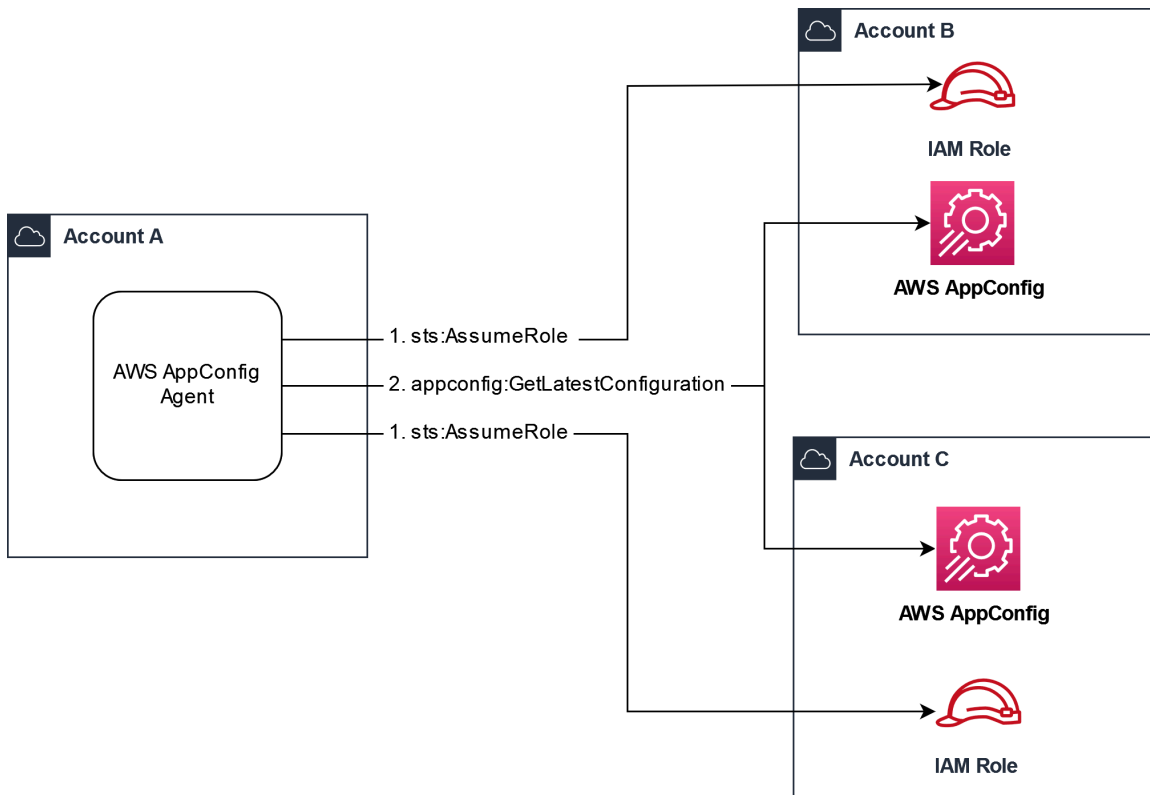 Account B
IAM Role
AWS AppConfig
Account A
AWS AppConfig
Agent
1. sts:AssumeRole
2. appconfig:GetLatestConfiguration
1. sts:AssumeRole
Account C
AWS AppConfig
IAM Role